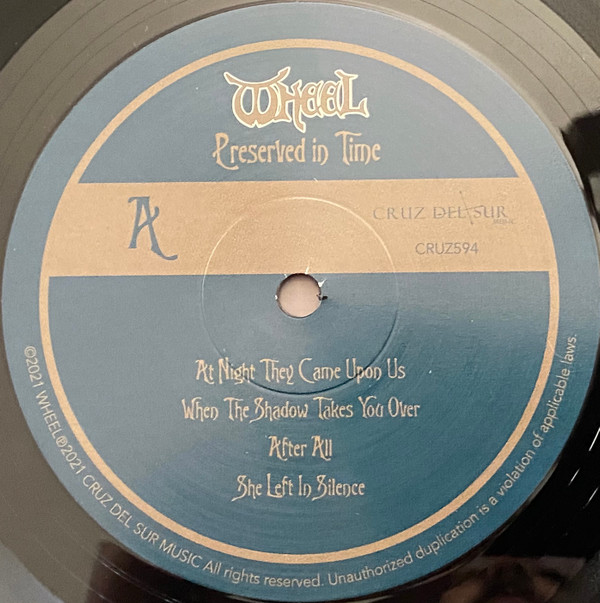 WHEEL
Preserved in Time
A
CRUZ DEL SUR
MUSIC
CRUZ594
At Night They Came Upon Us
When The Shadow Takes You Over
After All
She Left In Silence
©2021 WHEEL℗2021 CRUZ DEL SUR MUSIC All rights reserved. Unauthorized duplication is a violation of applicable laws.